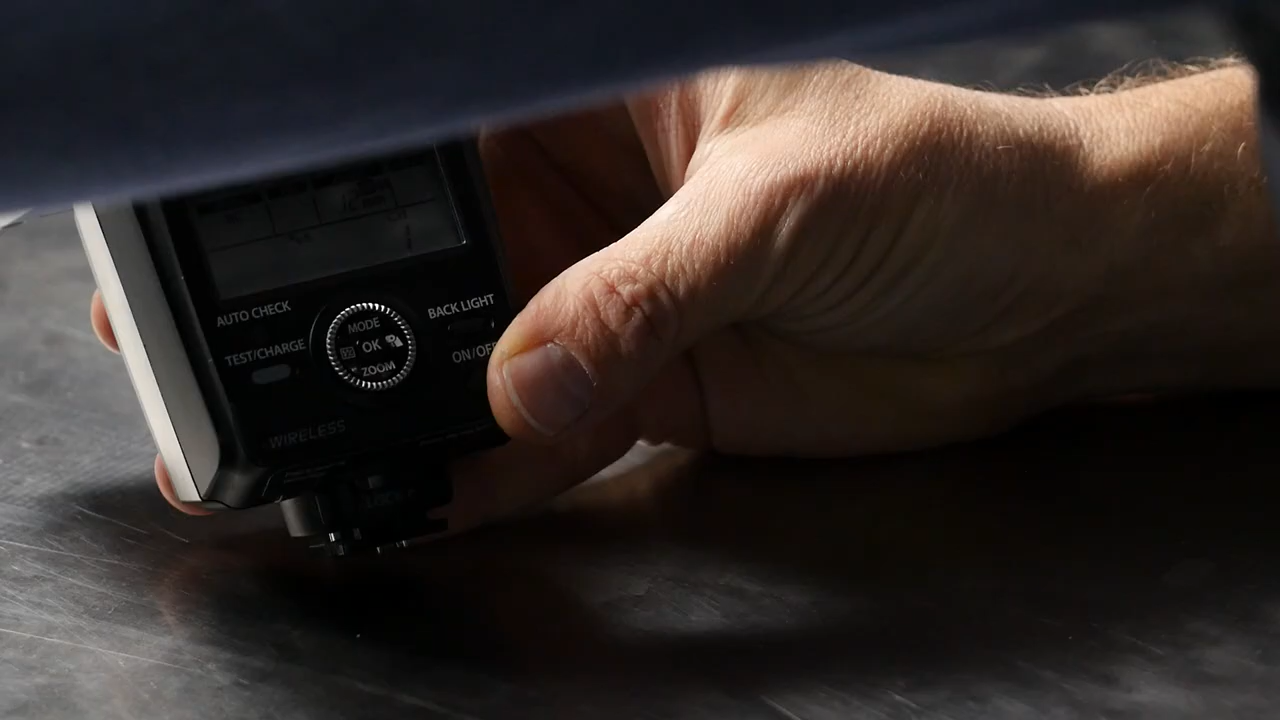 AUTO CHECK
BACK LIGHT
MODE
TEST/CHARGE
OK
ON/OFF
ZOOM
WIRELESS